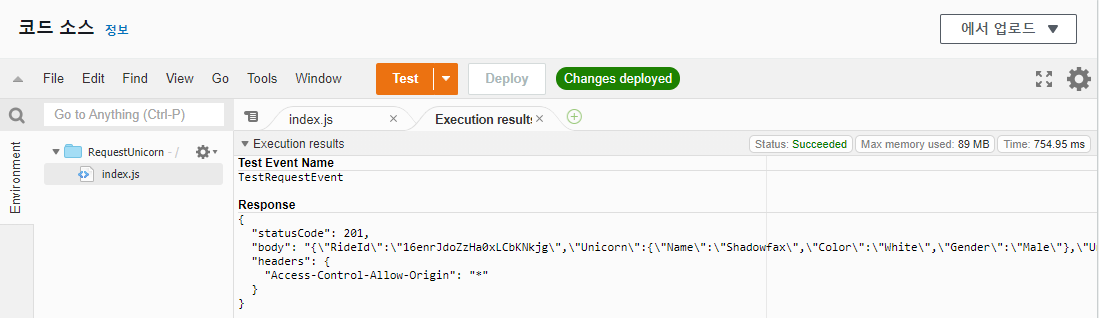 코드 소스 정보
에서 업로드
File Edit Find View Go Tools Window Test Deploy Changes deployed
Go to Anything (Ctrl-P)
index.js
Execution results
Environment
RequestUnicorn - /
index.js
Execution results
Status: Succeeded Max memory used: 89 MB Time: 754.95 ms
Test Event Name
TestRequestEvent
Response
{
"statusCode": 201,
"body": "{\"RideId\":\"16enrJdoZzHa0xLCbKNkjg\",\"Unicorn\":{\"Name\":\"Shadowfax\",\"Color\":\"White\",\"Gender\":\"Male\"},\"U
"headers": {
"Access-Control-Allow-Origin": "*"
}
}